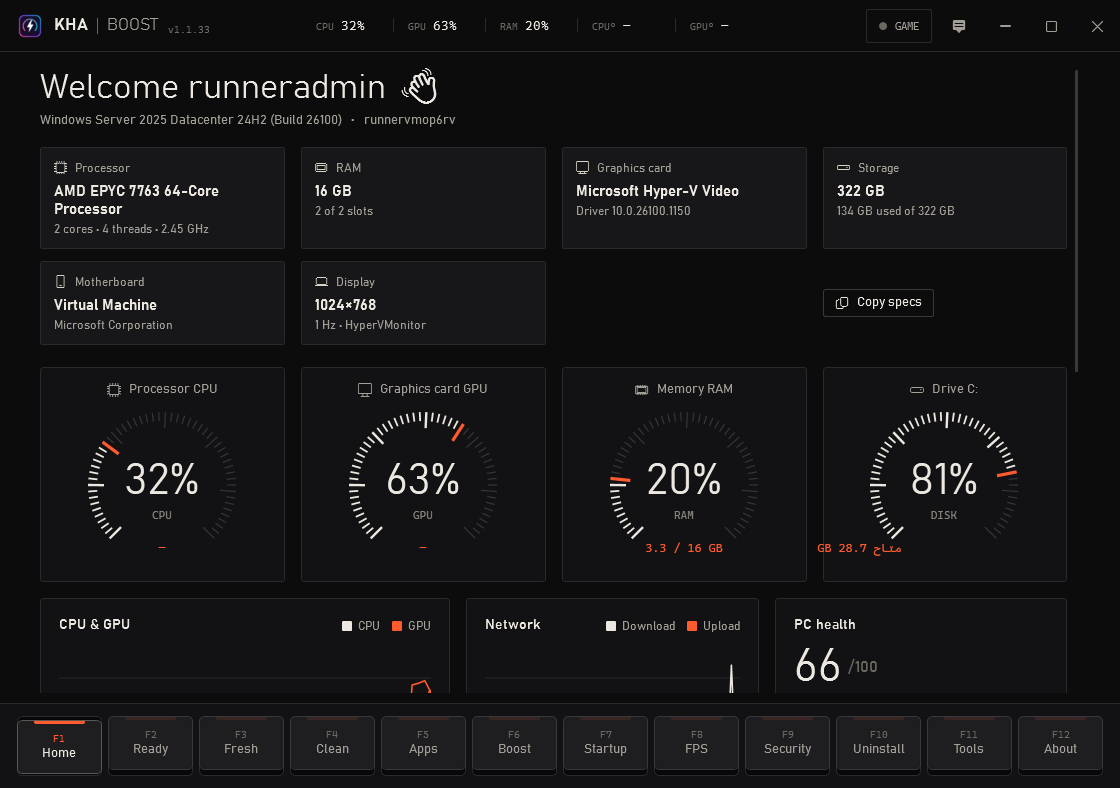 KHA | BOOST v1.1.33
CPU 32% GPU 63% RAM 20% CPU° — GPU° — GAME
Welcome runneradmin
Windows Server 2025 Datacenter 24H2 (Build 26100) • runnervmop6rv
Processor
AMD EPYC 7763 64-Core
Processor
2 cores • 4 threads • 2.45 GHz
RAM
16 GB
2 of 2 slots
Graphics card
Microsoft Hyper-V Video
Driver 10.0.26100.1150
Storage
322 GB
134 GB used of 322 GB
Motherboard
Virtual Machine
Microsoft Corporation
Display
1024×768
1 Hz • HyperVMonitor
Copy specs
Processor CPU
32%
CPU
—
Graphics card GPU
63%
GPU
—
Memory RAM
20%
RAM
3.3 / 16 GB
Drive C:
81%
DISK
GB 28.7 متاح
CPU & GPU
CPU GPU
Network
Download Upload
PC health
66 /100
F1
Home
F2
Ready
F3
Fresh
F4
Clean
F5
Apps
F6
Boost
F7
Startup
F8
FPS
F9
Security
F10
Uninstall
F11
Tools
F12
About